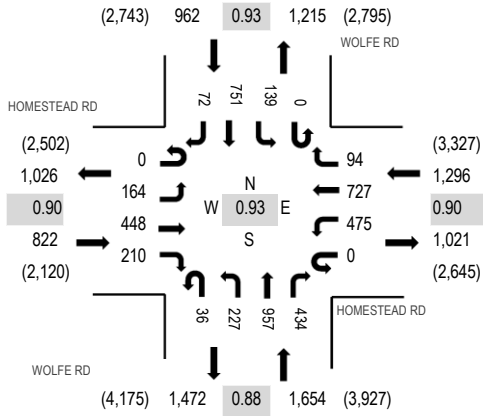 (2,743) 962 0.93 1,215 (2,795)
WOLFE RD
72 751 139 0
HOMESTEAD RD
(2,502) (3,327)
0 94
1,026 1,296
164 N 727
0.90 W 0.93 E 0.90
448 S 475
822 1,021
210 0
(2,120) (2,645)
36 227 957 434
HOMESTEAD RD
WOLFE RD
(4,175) 1,472 0.88 1,654 (3,927)